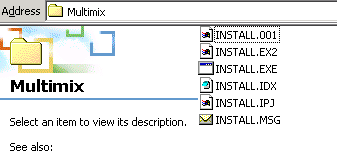 Address Multimix
INSTALL.001
INSTALL.EX2
INSTALL.EXE
INSTALL.IDX
INSTALL.IPJ
INSTALL.MSG
Multimix
Select an item to view its description.
See also: